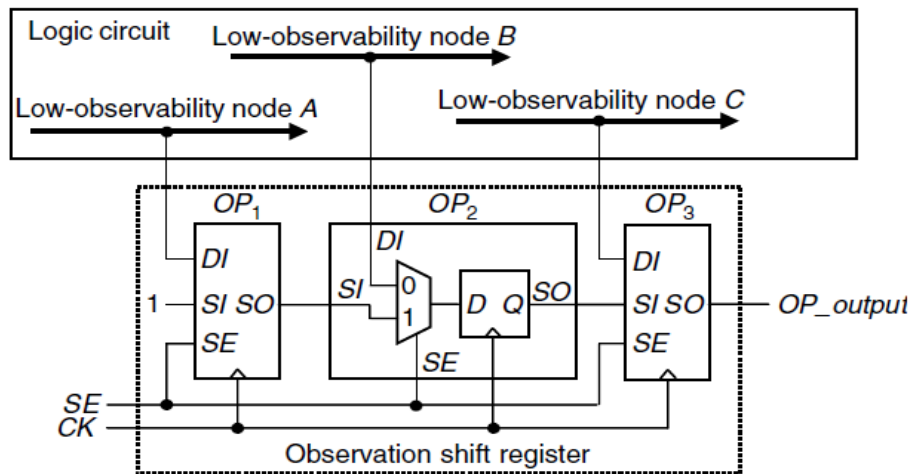 Logic circuit
Low-observability node B
Low-observability node A
Low-observability node C
OP₁
OP₂
OP₃
DI
DI
DI
SI
0
1 SI SO
1
D Q
SO
SI SO
OP_output
SE
SE
SE
SE
CK
Observation shift register